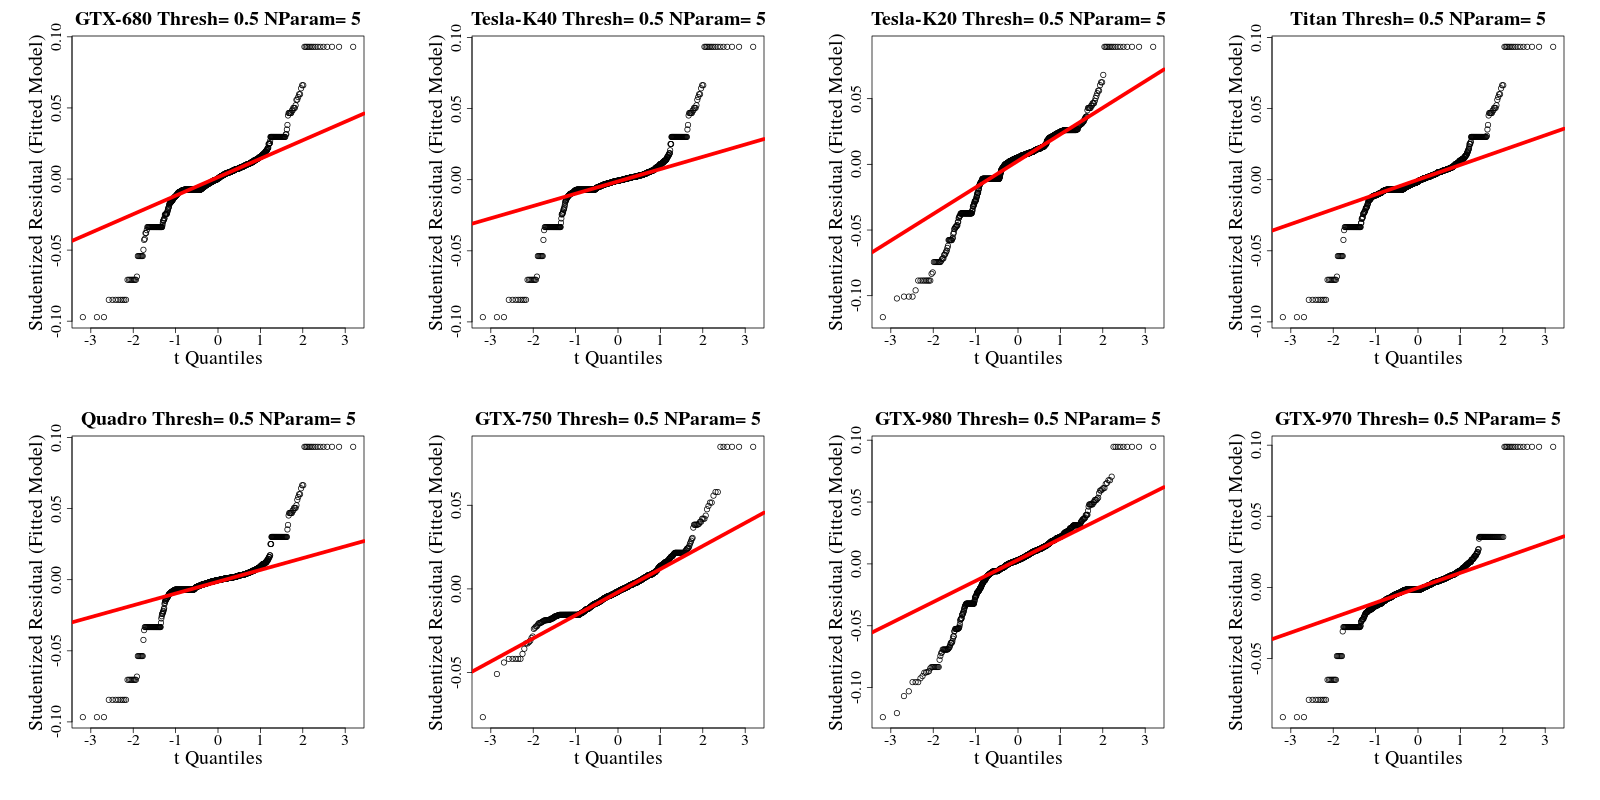 GTX-680 Thresh= 0.5 NParam= 5
Studentized Residual (Fitted Model)
0.10
0.05
0.00
-0.05
-0.10
-3 -2 -1 0 1 2 3
t Quantiles
Tesla-K40 Thresh= 0.5 NParam= 5
Studentized Residual (Fitted Model)
0.10
0.05
0.00
-0.05
-0.10
-3 -2 -1 0 1 2 3
t Quantiles
Tesla-K20 Thresh= 0.5 NParam= 5
Studentized Residual (Fitted Model)
0.05
0.00
-0.05
-0.10
-3 -2 -1 0 1 2 3
t Quantiles
Titan Thresh= 0.5 NParam= 5
Studentized Residual (Fitted Model)
0.10
0.05
0.00
-0.05
-0.10
-3 -2 -1 0 1 2 3
t Quantiles
Quadro Thresh= 0.5 NParam= 5
Studentized Residual (Fitted Model)
0.10
0.05
0.00
-0.05
-0.10
-3 -2 -1 0 1 2 3
t Quantiles
GTX-750 Thresh= 0.5 NParam= 5
Studentized Residual (Fitted Model)
0.05
0.00
-0.05
-3 -2 -1 0 1 2 3
t Quantiles
GTX-980 Thresh= 0.5 NParam= 5
Studentized Residual (Fitted Model)
0.10
0.05
0.00
-0.05
-0.10
-3 -2 -1 0 1 2 3
t Quantiles
GTX-970 Thresh= 0.5 NParam= 5
Studentized Residual (Fitted Model)
0.10
0.05
0.00
-0.05
-3 -2 -1 0 1 2 3
t Quantiles